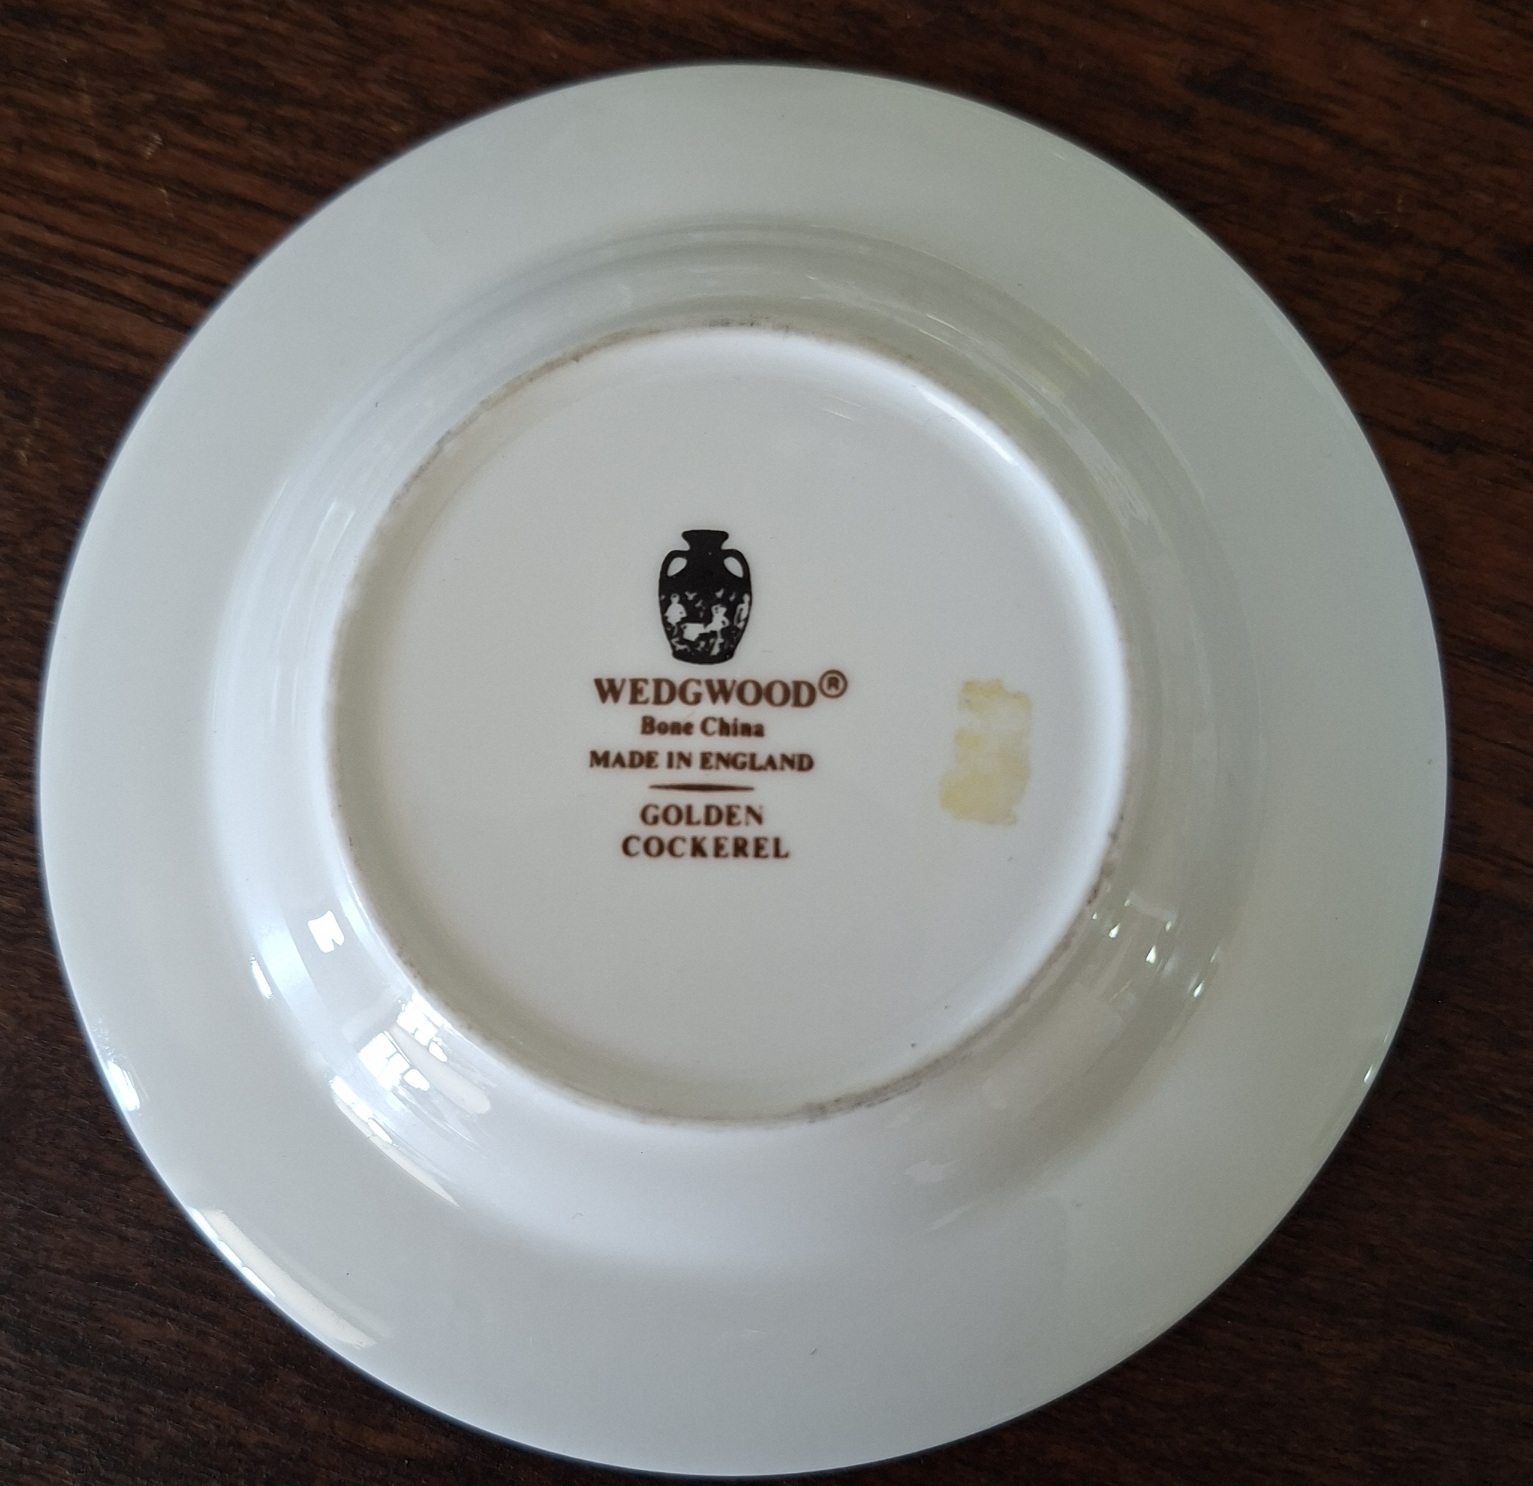 WEDGWOOD®
Bone China
MADE IN ENGLAND
GOLDEN
COCKEREL